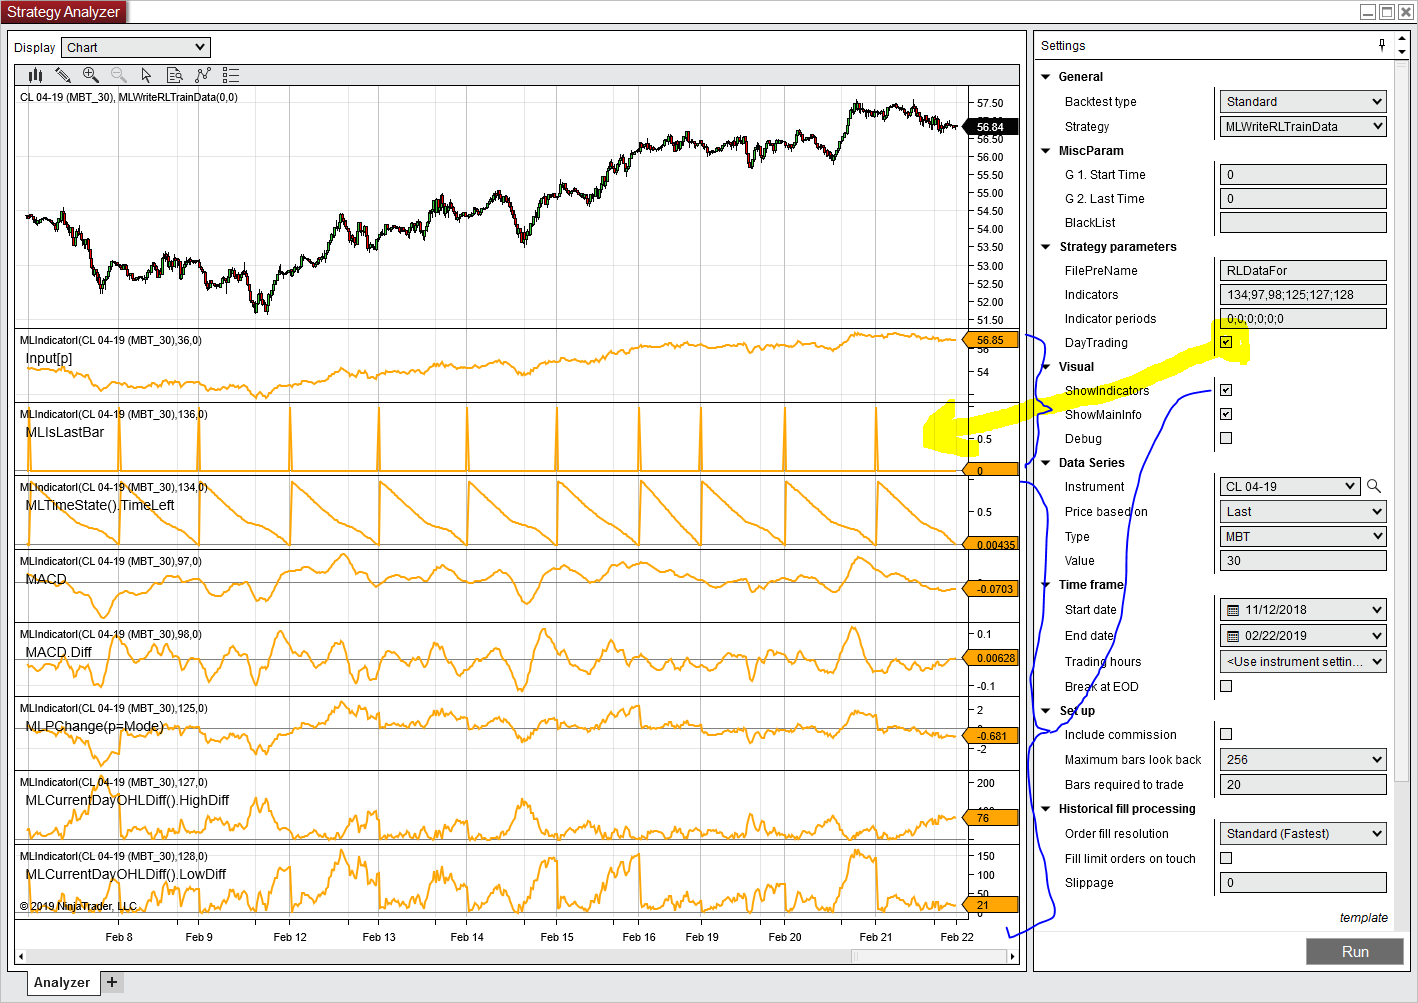 Strategy Analyzer
Display Chart
CL 04-19 (MBT_30), MLWriteRLTrainData(0,0)
57.50
56.84
56.50
56.00
55.50
55.00
54.50
54.00
53.50
53.00
52.50
52.00
51.50
MLIndicatorI(CL 04-19 (MBT_30),36,0)
Input[p]
56.85
56
54
MLIndicatorI(CL 04-19 (MBT_30),136,0)
MLIsLastBar
0.5
0
MLIndicatorI(CL 04-19 (MBT_30),134,0)
MLTimeState().TimeLeft
0.5
0.00435
MLIndicatorI(CL 04-19 (MBT_30),97,0)
MACD
-0.0703
MLIndicatorI(CL 04-19 (MBT_30),98,0)
MACD.Diff
0.1
0.00628
-0.1
MLIndicatorI(CL 04-19 (MBT_30),125,0)
MLPChange(p=Mode)
2
-0.681
-2
MLIndicatorI(CL 04-19 (MBT_30),127,0)
MLCurrentDayOHLDiff().HighDiff
200
76
MLIndicatorI(CL 04-19 (MBT_30),128,0)
MLCurrentDayOHLDiff().LowDiff
150
100
50
21
0
© 2019 NinjaTrader, LLC
Feb 8 Feb 9 Feb 12 Feb 13 Feb 14 Feb 15 Feb 16 Feb 19 Feb 20 Feb 21 Feb 22
Analyzer +
Settings
General
Backtest type Standard
Strategy MLWriteRLTrainData
MiscParam
G 1. Start Time 0
G 2. Last Time 0
BlackList
Strategy parameters
FilePreName RLDataFor
Indicators 134;97,98;125;127;128
Indicator periods 0;0;0;0;0;0
DayTrading
Visual
ShowIndicators
ShowMainInfo
Debug
Data Series
Instrument CL 04-19
Price based on Last
Type MBT
Value 30
Time frame
Start date 11/12/2018
End date 02/22/2019
Trading hours <Use instrument settin...
Break at EOD
Set up
Include commission
Maximum bars look back 256
Bars required to trade 20
Historical fill processing
Order fill resolution Standard (Fastest)
Fill limit orders on touch
Slippage 0
template
Run